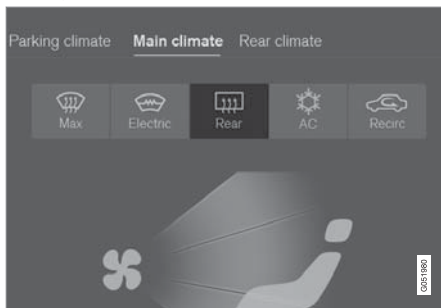 Parking climate Main climate Rear climate
Max Electric Rear AC Recirc
G051980